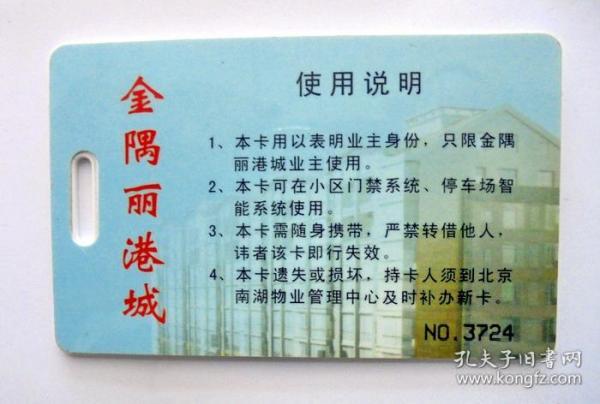 金隅丽港城
使用说明
1、本卡用以表明业主身份，只限金隅
丽港城业主使用。
2、本卡可在小区门禁系统、停车场智
能系统使用。
3、本卡需随身携带，严禁转借他人，
讳者该卡即行失效。
4、本卡遗失或损坏，持卡人须到北京
南湖物业管理中心及时补办新卡。
NO.3724
孔夫子旧书网
www.kongfz.com